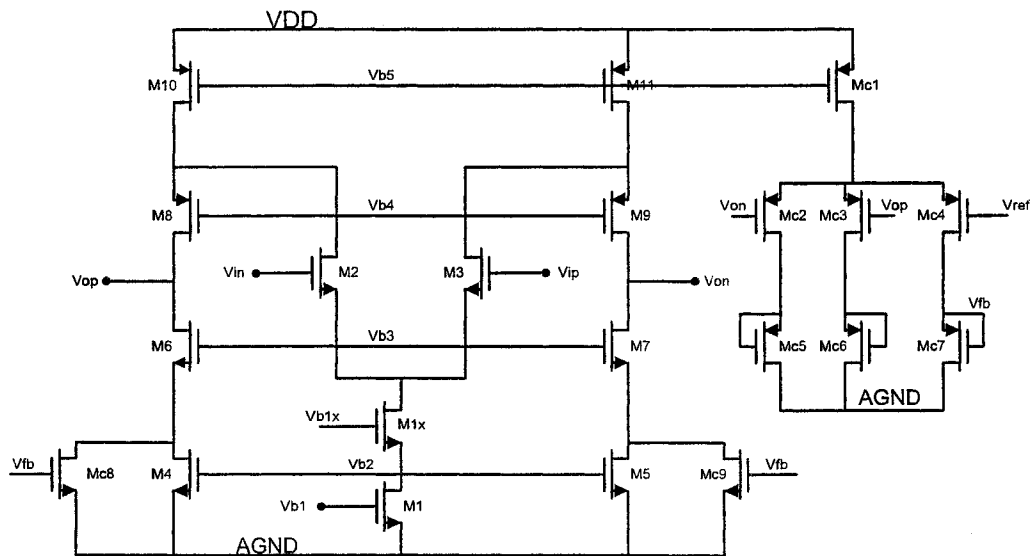 VDD
M10
Vb5
M11
Mc1
M8
Vb4
M9
Von
Mc2
Mc3
Vop
Mc4
Vref
Vop
Vin
M2
M3
Vip
Von
Vfb
M6
Vb3
M7
Mc5
Mc6
Mc7
AGND
Vb1x
M1x
Vfb
Mc8
M4
Vb2
M5
Mc9
Vfb
Vb1
M1
AGND